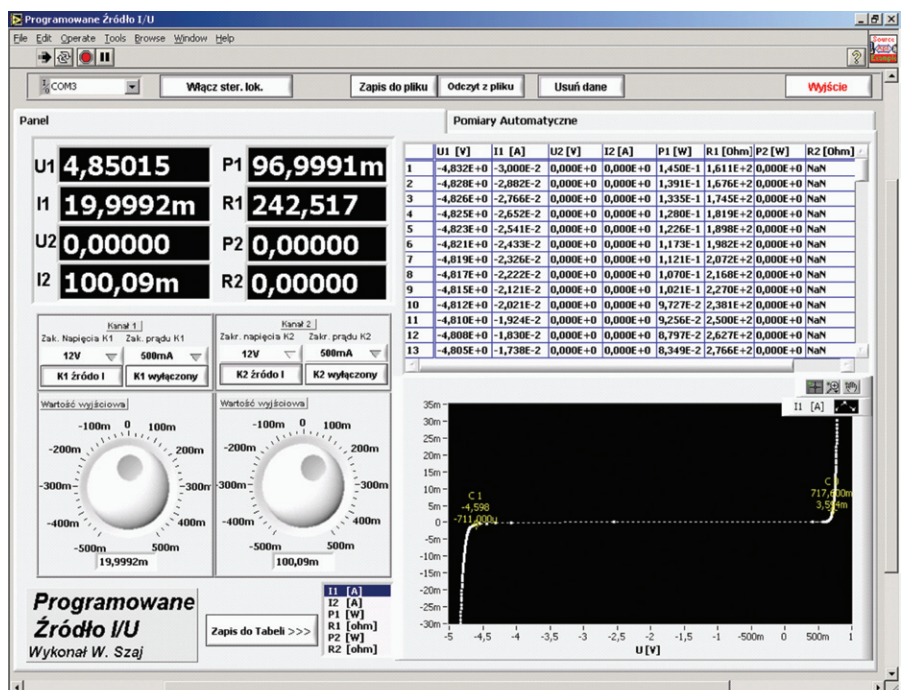 Programowane Źródło I/U
File Edit Operate Tools Browse Window Help
Source
COM3 Włącz ster. lok. Zapis do pliku Odczyt z pliku Usuń dane Wyjście
Panel Pomiary Automatyczne
U1 4,85015 P1 96,9991m
I1 19,9992m R1 242,517
U2 0,00000 P2 0,00000
I2 100,09m R2 0,00000
U1 [V] I1 [A] U2 [V] I2 [A] P1 [W] R1 [Ohm] P2 [W] R2 [Ohm]
1 -4,832E+0 -3,000E-2 0,000E+0 0,000E+0 1,450E-1 1,611E+2 0,000E+0 NaN
2 -4,828E+0 -2,882E-2 0,000E+0 0,000E+0 1,391E-1 1,676E+2 0,000E+0 NaN
3 -4,826E+0 -2,766E-2 0,000E+0 0,000E+0 1,335E-1 1,745E+2 0,000E+0 NaN
4 -4,825E+0 -2,652E-2 0,000E+0 0,000E+0 1,280E-1 1,819E+2 0,000E+0 NaN
5 -4,823E+0 -2,541E-2 0,000E+0 0,000E+0 1,226E-1 1,898E+2 0,000E+0 NaN
6 -4,821E+0 -2,433E-2 0,000E+0 0,000E+0 1,173E-1 1,982E+2 0,000E+0 NaN
7 -4,819E+0 -2,326E-2 0,000E+0 0,000E+0 1,121E-1 2,072E+2 0,000E+0 NaN
8 -4,817E+0 -2,222E-2 0,000E+0 0,000E+0 1,070E-1 2,168E+2 0,000E+0 NaN
9 -4,815E+0 -2,121E-2 0,000E+0 0,000E+0 1,021E-1 2,270E+2 0,000E+0 NaN
10 -4,812E+0 -2,021E-2 0,000E+0 0,000E+0 9,727E-2 2,381E+2 0,000E+0 NaN
11 -4,810E+0 -1,924E-2 0,000E+0 0,000E+0 9,256E-2 2,500E+2 0,000E+0 NaN
12 -4,808E+0 -1,830E-2 0,000E+0 0,000E+0 8,797E-2 2,627E+2 0,000E+0 NaN
13 -4,805E+0 -1,738E-2 0,000E+0 0,000E+0 8,349E-2 2,766E+2 0,000E+0 NaN
Kanał 1
Zak. Napięcia K1 Zak. prądu K1
12V 500mA
K1 źródo I K1 wyłączony
Kanał 2
Zakr. napięcia K2 Zakr. prądu K2
12V 500mA
K2 źródo I K2 wyłączony
Wartość wyjściowa
-100m 0 100m
-200m 200m
-300m 300m
-400m 400m
-500m 500m
19,9992m
Wartość wyjściowa
-100m 0 100m
-200m 200m
-300m 300m
-400m 400m
-500m 500m
100,09m
I1 [A]
35m
30m
25m
20m
15m
10m
5m
0
-5m
-10m
-15m
-20m
-25m
-30m
C 1
-4,598
-711,000u
717,600m
-5 -4,5 -4 -3,5 -3 -2,5 -2 -1,5 -1 -500m 0 500m 1
U [V]
Programowane
Źródło I/U
Wykonał W. Szaj
Zapis do Tabeli >>>
I1 [A]
I2 [A]
P1 [W]
R1 [ohm]
P2 [W]
R2 [ohm]